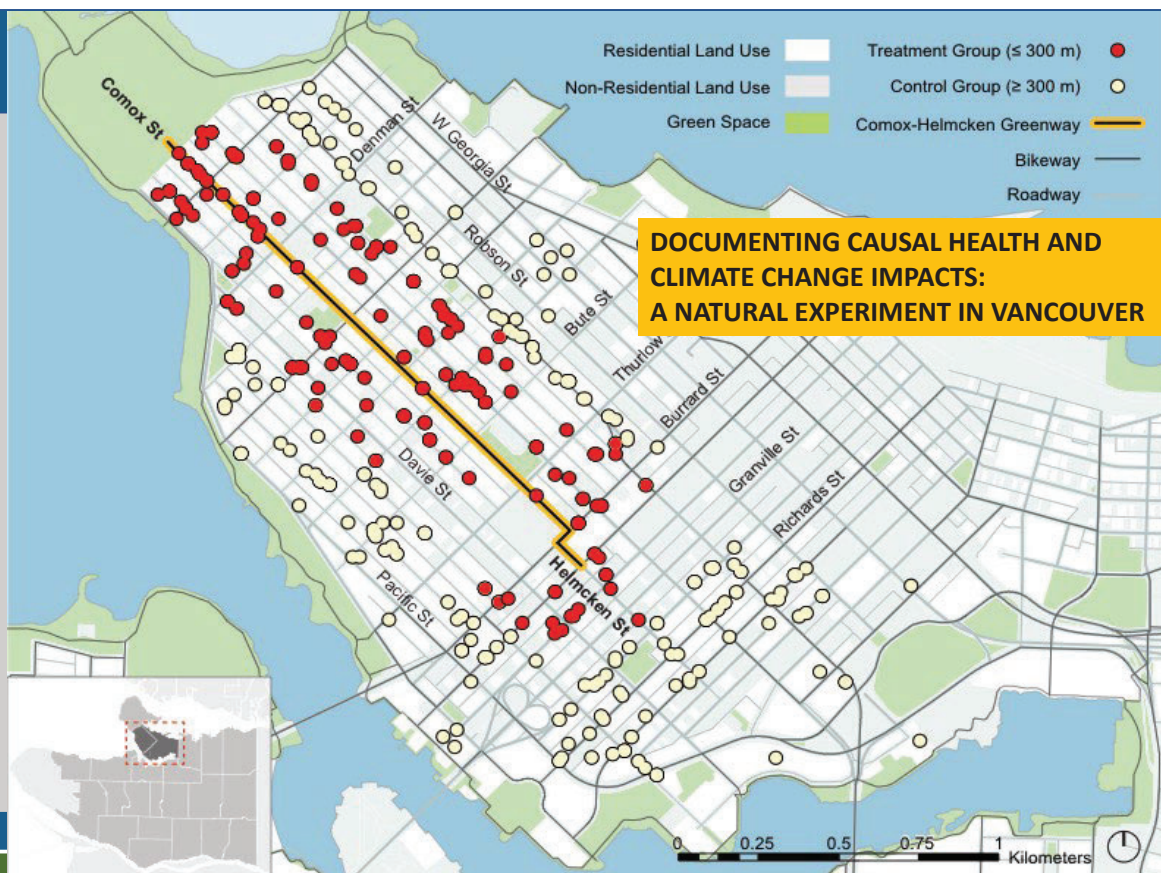 Residential Land Use
Non-Residential Land Use
Green Space
Treatment Group (≤ 300 m)
Control Group (≥ 300 m)
Comox-Helmcken Greenway
Bikeway
Roadway
DOCUMENTING CAUSAL HEALTH AND
CLIMATE CHANGE IMPACTS:
A NATURAL EXPERIMENT IN VANCOUVER
Comox St
Denman St
W Georgia St
Robson St
Bute St
Thurlow
Burrard St
Granville St
Richards St
Davie St
Helmcken St
Pacific St
0 0.25 0.5 0.75 1
Kilometers